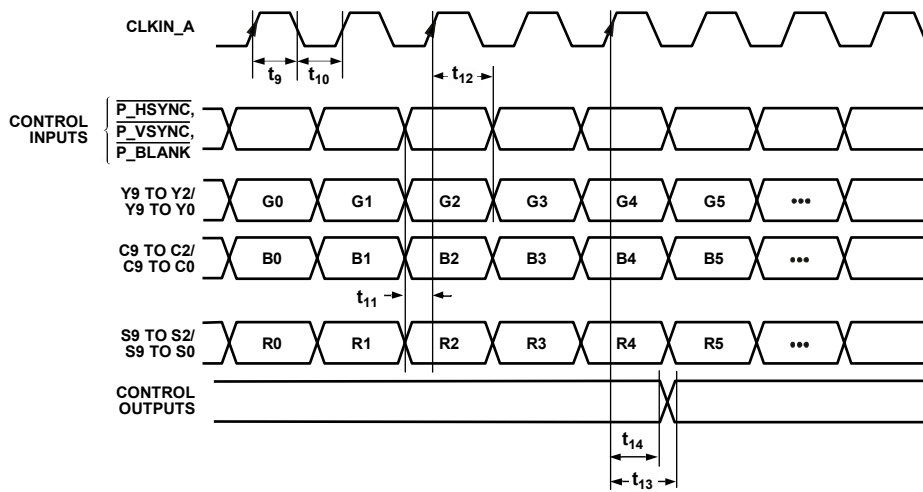 CLKIN_A
t9 t10 t12
CONTROL INPUTS
P_HSYNC,
P_VSYNC,
P_BLANK
Y9 TO Y2/
Y9 TO Y0
G0 G1 G2 G3 G4 G5 •••
C9 TO C2/
C9 TO C0
B0 B1 B2 B3 B4 B5 •••
t11
S9 TO S2/
S9 TO S0
R0 R1 R2 R3 R4 R5 •••
CONTROL
OUTPUTS
t14
t13